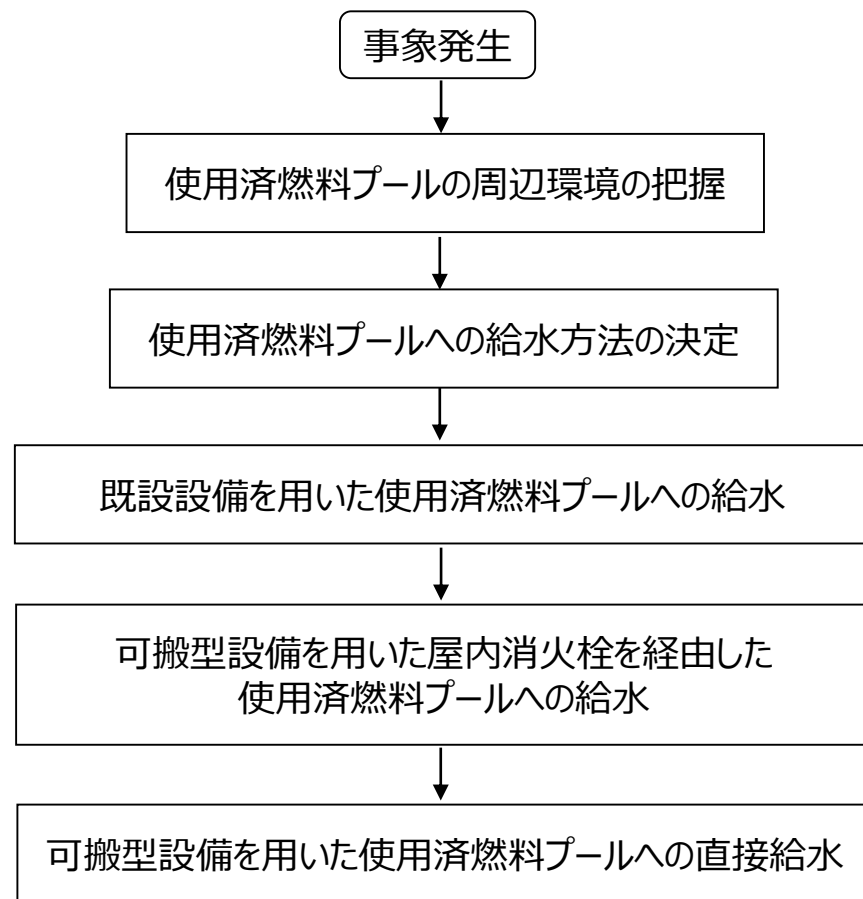 事象発生
使用済燃料プールの周辺環境の把握
使用済燃料プールへの給水方法の決定
既設設備を用いた使用済燃料プールへの給水
可搬型設備を用いた屋内消火栓を経由した
使用済燃料プールへの給水
可搬型設備を用いた使用済燃料プールへの直接給水